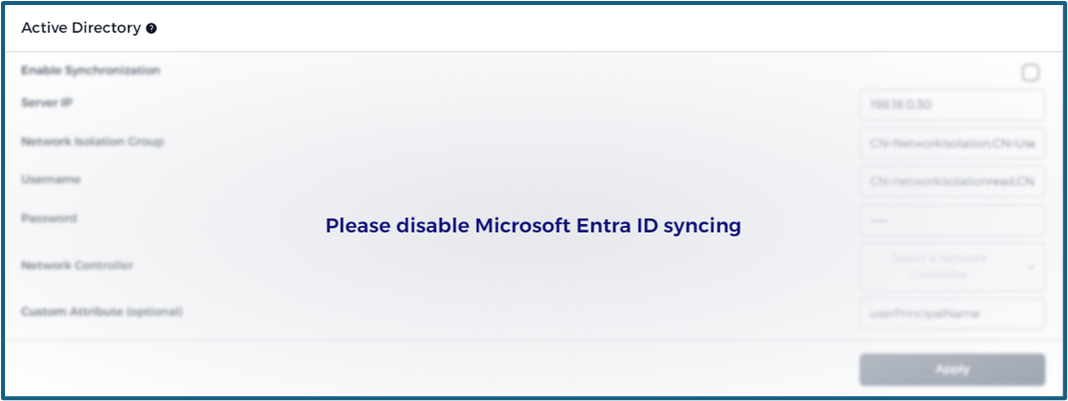 Active Directory ?
Enable Synchronization
Server IP 198.18.0.30
Network Isolation Group CN=NetworkIsolation,CN=Use
Username CN=networkisolationread,CN
Please disable Microsoft Entra ID syncing
Password
Network Controller Select a Network
Controller
Custom Attribute (optional) userPrincipalName
Apply